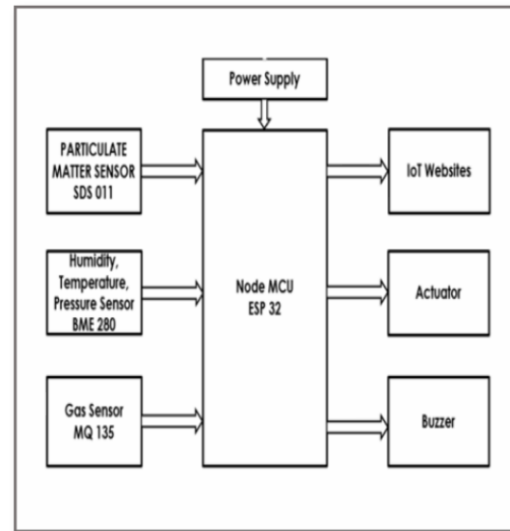 Power Supply
PARTICULATE
MATTER SENSOR
SDS 011
IoT Websites
Humidity,
Temperature,
Pressure Sensor
BME 280
Node MCU
ESP 32
Actuator
Gas Sensor
MQ 135
Buzzer